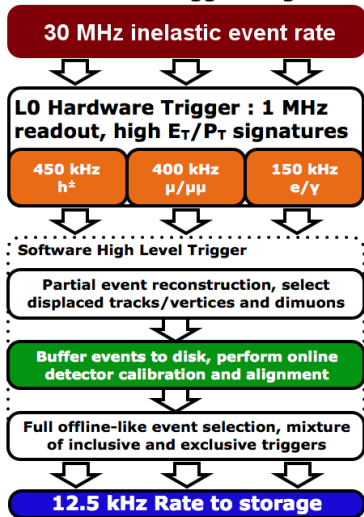 30 MHz inelastic event rate
L0 Hardware Trigger : 1 MHz
readout, high E_T/P_T signatures
450 kHz
h±
400 kHz
μ/μμ
150 kHz
e/γ
Software High Level Trigger
Partial event reconstruction, select
displaced tracks/vertices and dimuons
Buffer events to disk, perform online
detector calibration and alignment
Full offline-like event selection, mixture
of inclusive and exclusive triggers
12.5 kHz Rate to storage